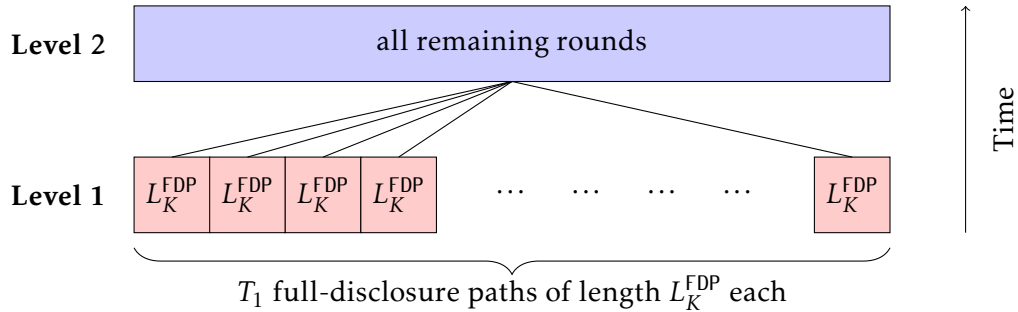 Level 2
all remaining rounds
Time
Level 1
L_K^FDP L_K^FDP L_K^FDP L_K^FDP ... ... ... ... L_K^FDP
T_1 full-disclosure paths of length L_K^FDP each